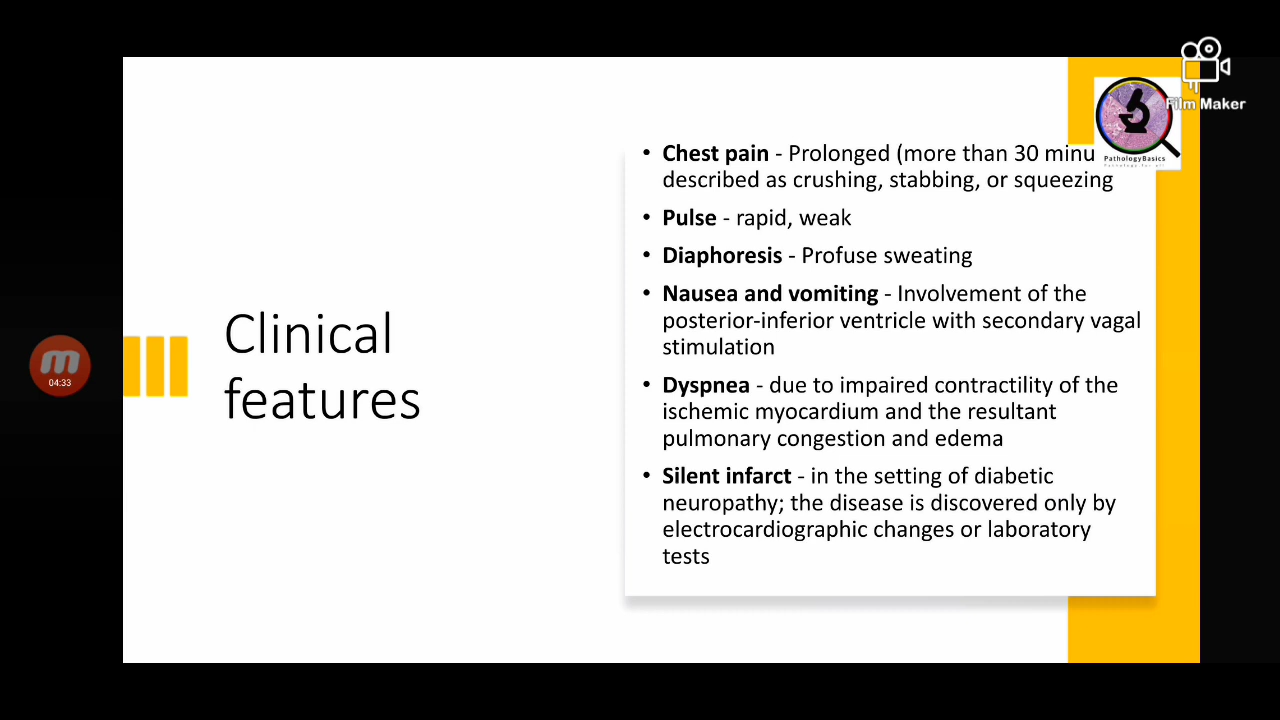 Film Maker
PathologyBasics
• Chest pain - Prolonged (more than 30 minu
described as crushing, stabbing, or squeezing
• Pulse - rapid, weak
• Diaphoresis - Profuse sweating
• Nausea and vomiting - Involvement of the
posterior-inferior ventricle with secondary vagal
stimulation
• Dyspnea - due to impaired contractility of the
ischemic myocardium and the resultant
pulmonary congestion and edema
• Silent infarct - in the setting of diabetic
neuropathy; the disease is discovered only by
electrocardiographic changes or laboratory
tests
Clinical
features
04:33